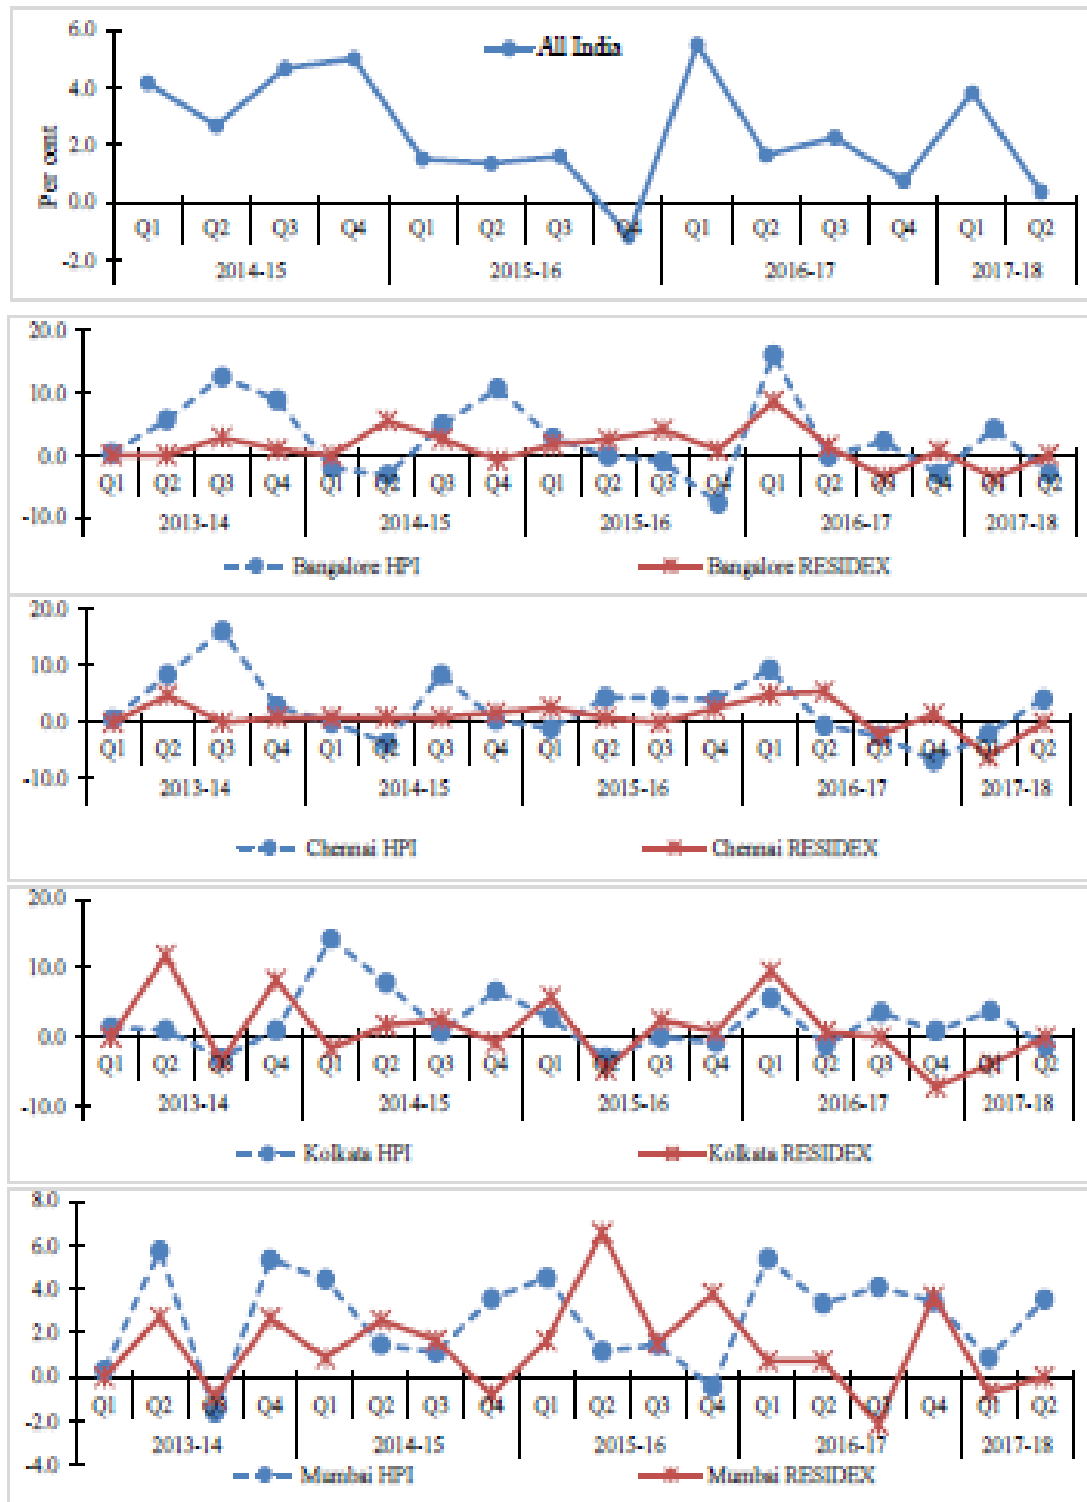 6.0
All India
4.0
2.0
Per cent
0.0
Q1 Q2 Q3 Q4 Q1 Q2 Q3 Q4 Q1 Q2 Q3 Q4 Q1 Q2
-2.0
2014-15 2015-16 2016-17 2017-18
20.0
10.0
0.0
Q1 Q2 Q3 Q4 Q1 Q2 Q3 Q4 Q1 Q2 Q3 Q4 Q1 Q2 Q3 Q4 Q1 Q2
-10.0
2013-14 2014-15 2015-16 2016-17 2017-18
Bangalore HPI Bangalore RESIDEX
20.0
10.0
0.0
Q1 Q2 Q3 Q4 Q1 Q2 Q3 Q4 Q1 Q2 Q3 Q4 Q1 Q2 Q3 Q4 Q1 Q2
-10.0
2013-14 2014-15 2015-16 2016-17 2017-18
Chennai HPI Chennai RESIDEX
20.0
10.0
0.0
Q1 Q2 Q3 Q4 Q1 Q2 Q3 Q4 Q1 Q2 Q3 Q4 Q1 Q2 Q3 Q4 Q1 Q2
-10.0
2013-14 2014-15 2015-16 2016-17 2017-18
Kolkata HPI Kolkata RESIDEX
8.0
6.0
4.0
2.0
0.0
Q1 Q2 Q3 Q4 Q1 Q2 Q3 Q4 Q1 Q2 Q3 Q4 Q1 Q2 Q3 Q4 Q1 Q2
-2.0
2013-14 2014-15 2015-16 2016-17 2017-18
-4.0
Mumbai HPI Mumbai RESIDEX